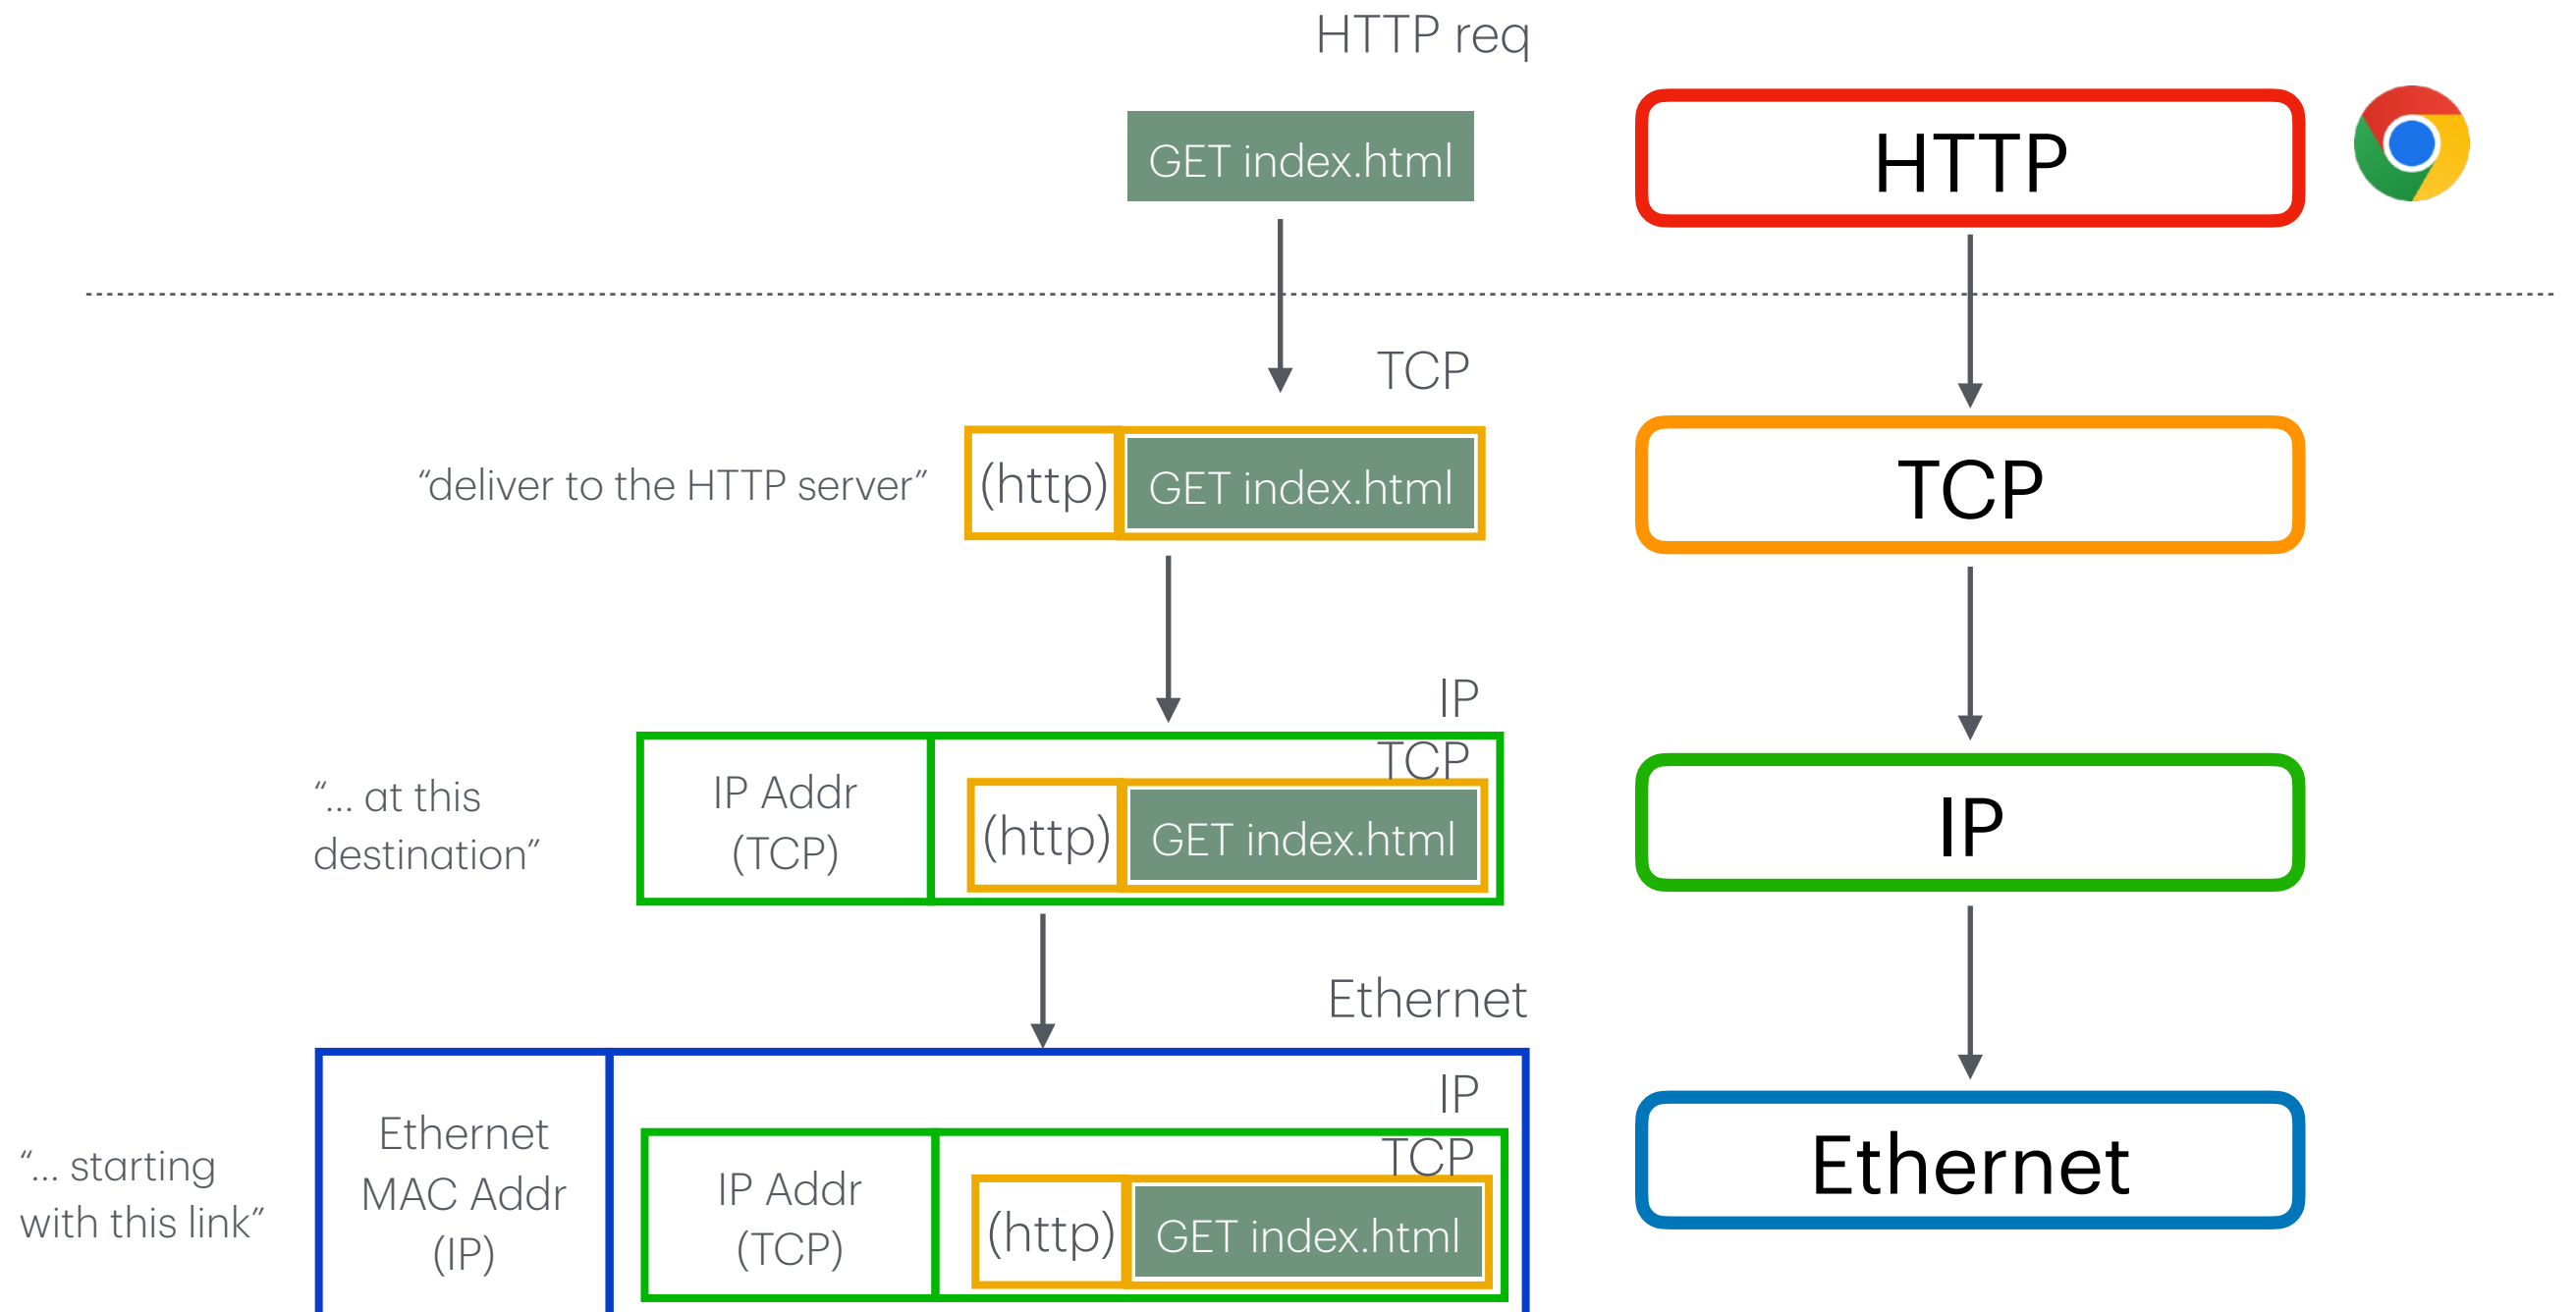 HTTP req
GET index.html
HTTP
TCP
“deliver to the HTTP server”
(http)
GET index.html
TCP
IP
TCP
“... at this
destination”
IP Addr
(TCP)
(http)
GET index.html
IP
Ethernet
IP
TCP
“... starting
with this link”
Ethernet
MAC Addr
(IP)
IP Addr
(TCP)
(http)
GET index.html
Ethernet